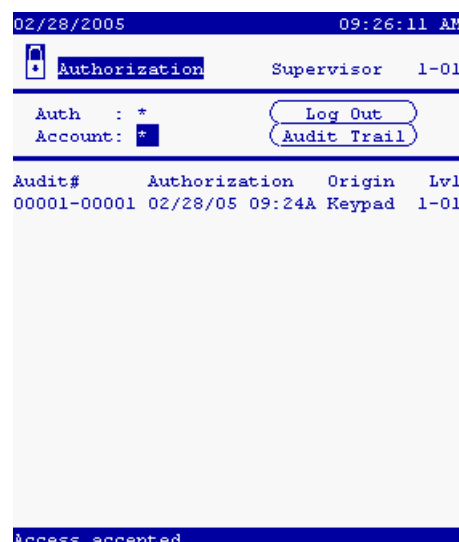 02/28/2005 09:26:11 AM
Authorization Supervisor 1-01
Auth : * Log Out
Account: * Audit Trail
Audit# Authorization Origin Lvl
00001-00001 02/28/05 09:24A Keypad 1-01
Access accepted